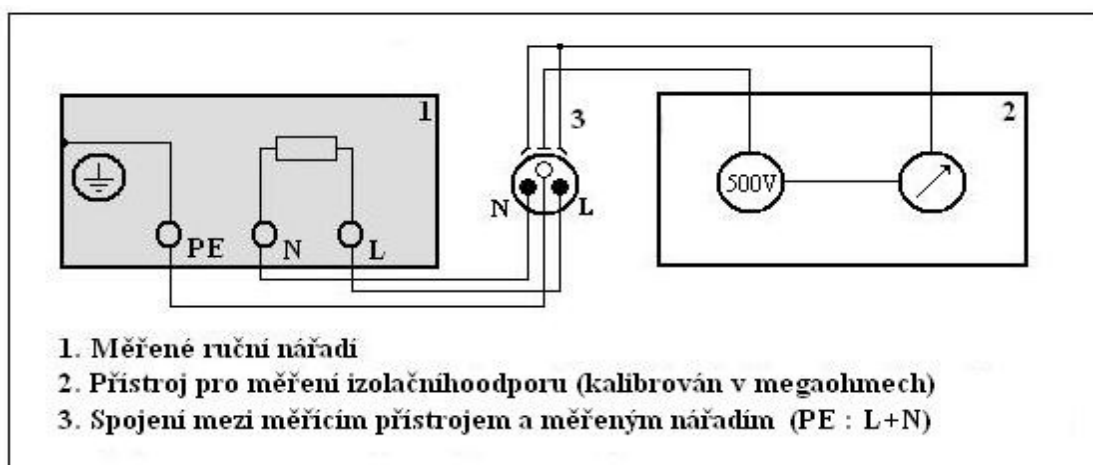 1
2
3
500V
N
L
PE
N
L
1. Měřené ruční nářadí
2. Přístroj pro měření izolačníhoodporu (kalibrován v megaohmech)
3. Spojení mezi měřícím přístrojem a měřeným nářadím (PE : L+N)